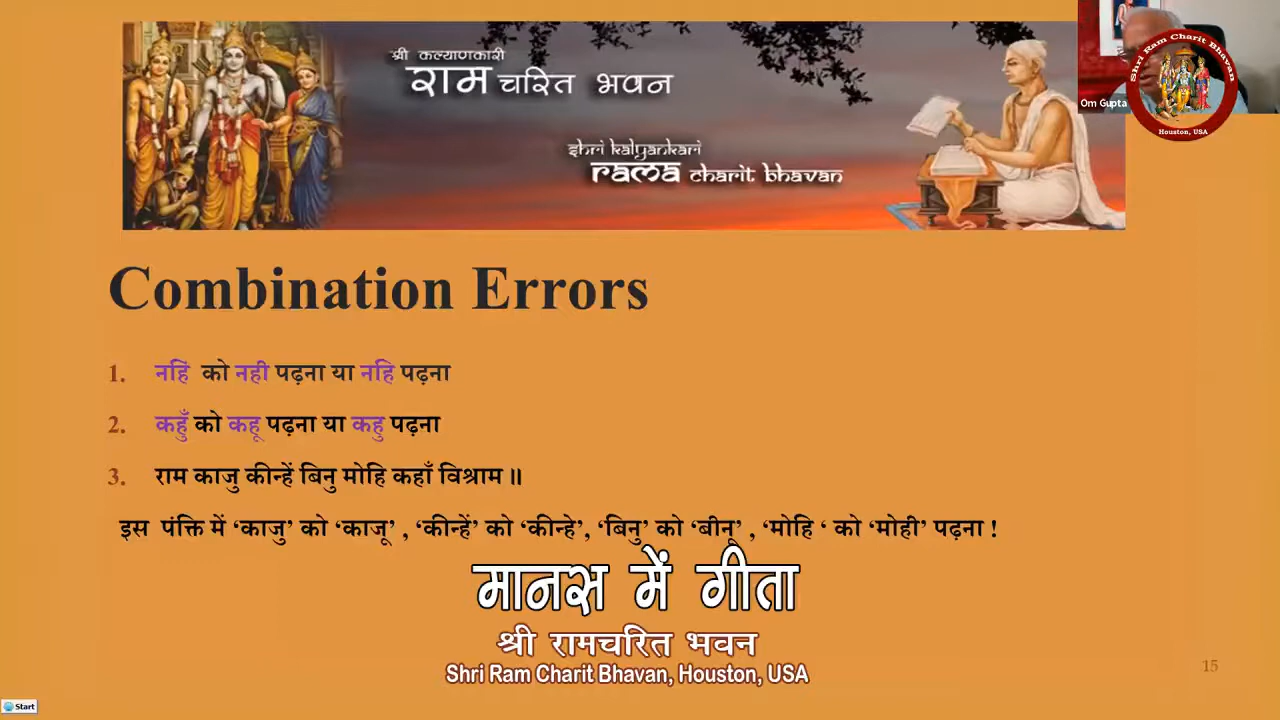 श्री कल्याणकारी
राम चरित भवन
shri kalyankari
rama charit bhavan
Om Gupta
Shri Ram Charit Bhavan
Houston, USA
Combination Errors
1. नहिं को नही पढ़ना या नहि पढ़ना
2. कहुँ को कहू पढ़ना या कहु पढ़ना
3. राम काजु कीन्हें बिनु मोहि कहाँ विश्राम ॥
इस पंक्ति में ‘काजु’ को ‘काजू’ , ‘कीन्हें’ को ‘कीन्हे’, ‘बिनु’ को ‘बीनू’ , ‘मोहि ‘ को ‘मोही’ पढ़ना !
मानस में गीता
श्री रामचरित भवन
Shri Ram Charit Bhavan, Houston, USA
15
Start